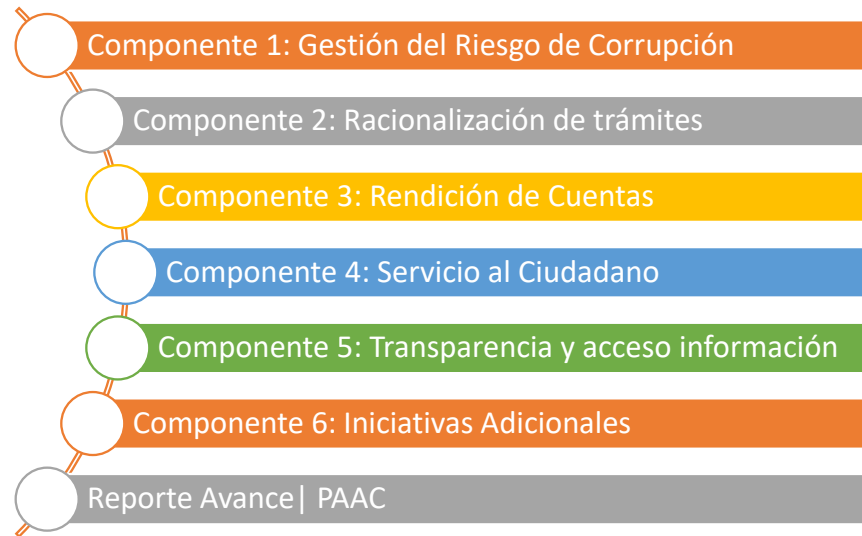 Componente 1: Gestión del Riesgo de Corrupción
Componente 2: Racionalización de trámites
Componente 3: Rendición de Cuentas
Componente 4: Servicio al Ciudadano
Componente 5: Transparencia y acceso información
Componente 6: Iniciativas Adicionales
Reporte Avance| PAAC